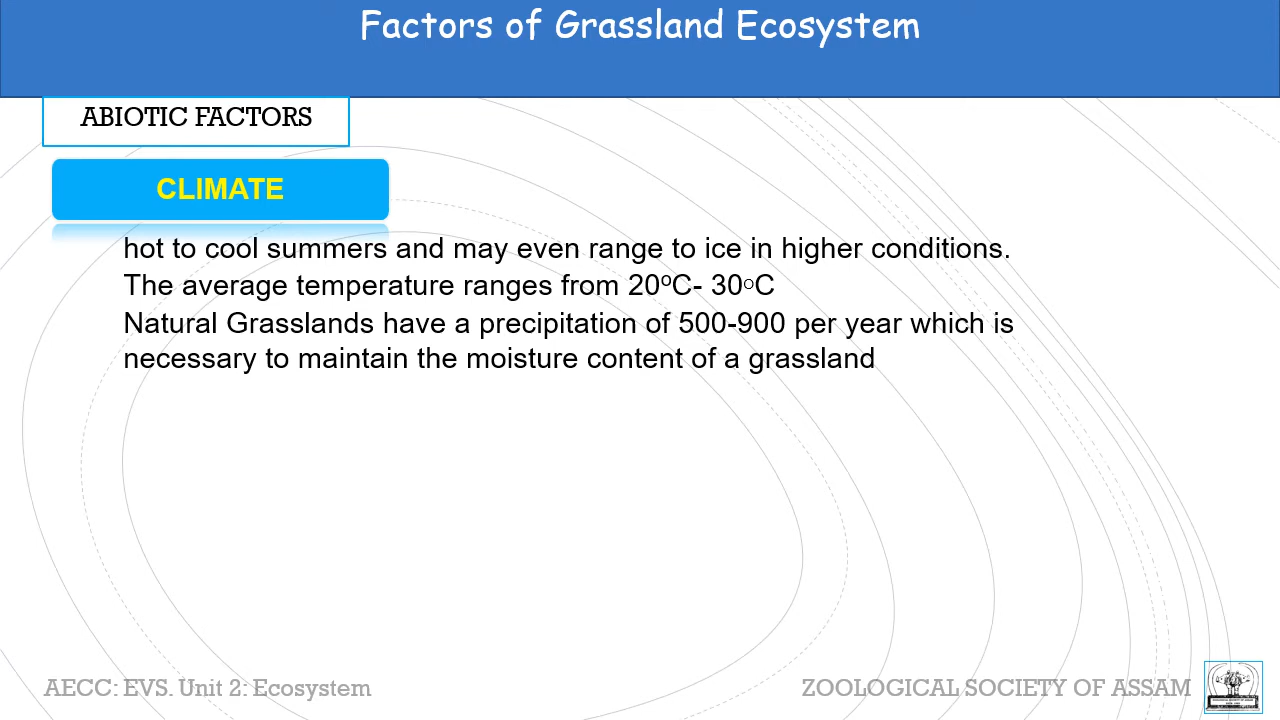 Factors of Grassland Ecosystem
ABIOTIC FACTORS
CLIMATE
hot to cool summers and may even range to ice in higher conditions.
The average temperature ranges from 20ºC- 30○C
Natural Grasslands have a precipitation of 500-900 per year which is
necessary to maintain the moisture content of a grassland
AECC: EVS. Unit 2: Ecosystem
ZOOLOGICAL SOCIETY OF ASSAM